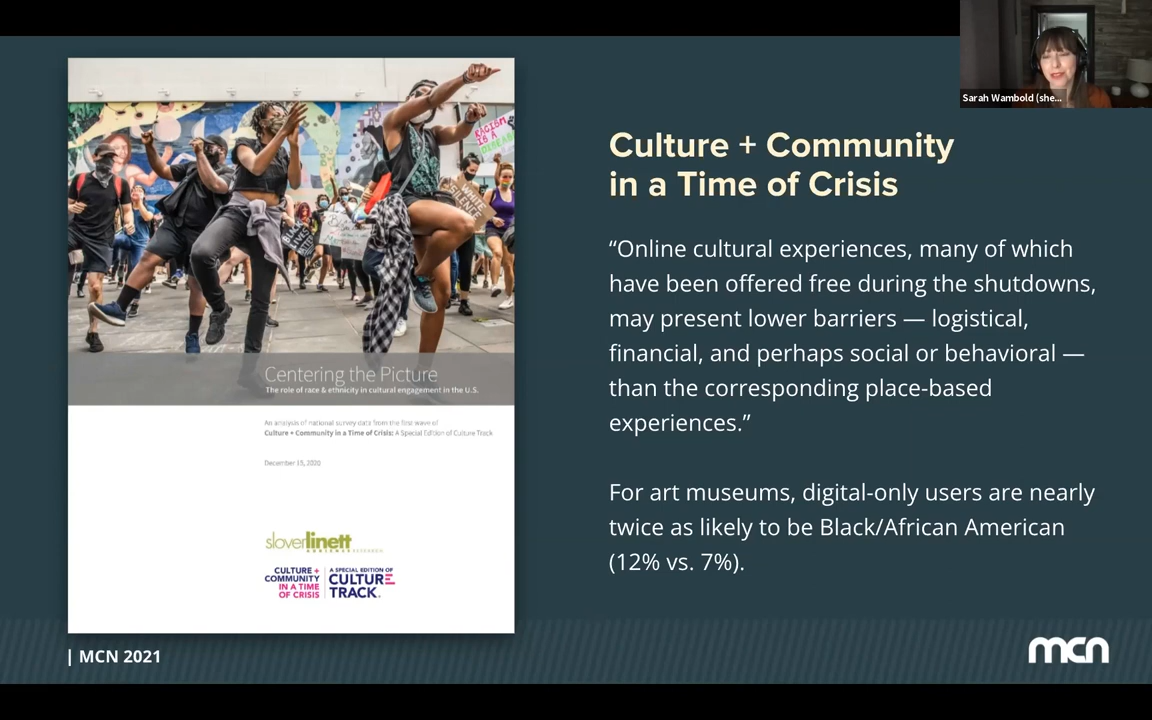 Sarah Wambold (she...
RACISM
IS A
Centering the Picture
The role of race & ethnicity in cultural engagement in the U.S.
An analysis of national survey data from the first wave of
Culture + Community in a Time of Crisis: A Special Edition of Culture Track
December 15, 2020
sloverlinett
AUDIENCE RESEARCH
CULTURE +
COMMUNITY
IN A TIME
OF CRISIS
A SPECIAL EDITION OF
CULTURE
TRACK.
Culture + Community
in a Time of Crisis
“Online cultural experiences, many of which
have been offered free during the shutdowns,
may present lower barriers — logistical,
financial, and perhaps social or behavioral —
than the corresponding place-based
experiences.”
For art museums, digital-only users are nearly
twice as likely to be Black/African American
(12% vs. 7%).
| MCN 2021
mcn